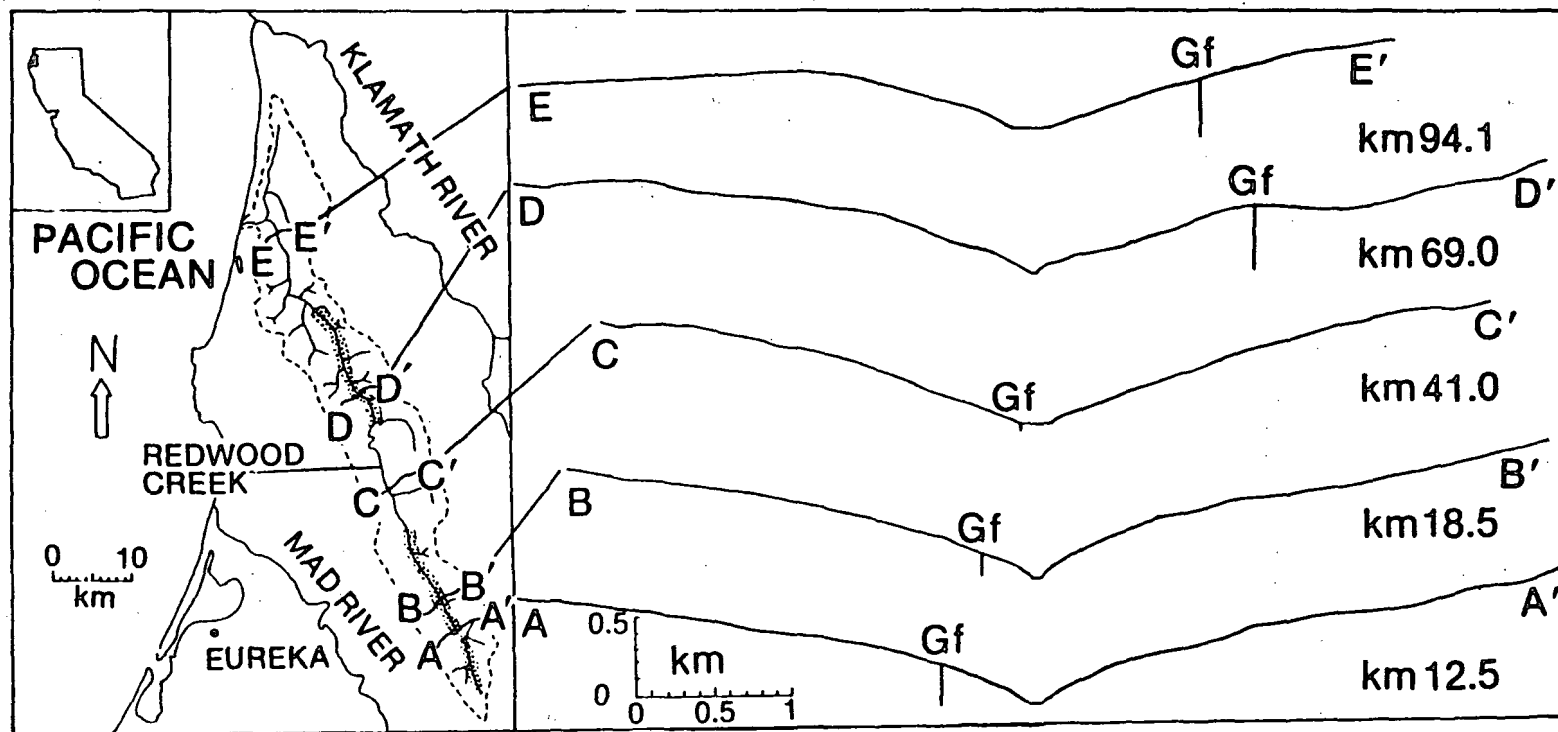 KLAMATH RIVER
PACIFIC
OCEAN
E
E'
N
D'
D
REDWOOD
CREEK
C'
C
0 10
km
MAD RIVER
B
B'
A
A'
EUREKA
Gf
E
E'
km 94.1
Gf
D
D'
km 69.0
C
C'
Gf
km 41.0
B
B'
Gf
km 18.5
A
A'
Gf
km 12.5
0.5
km
0
0 0.5 1